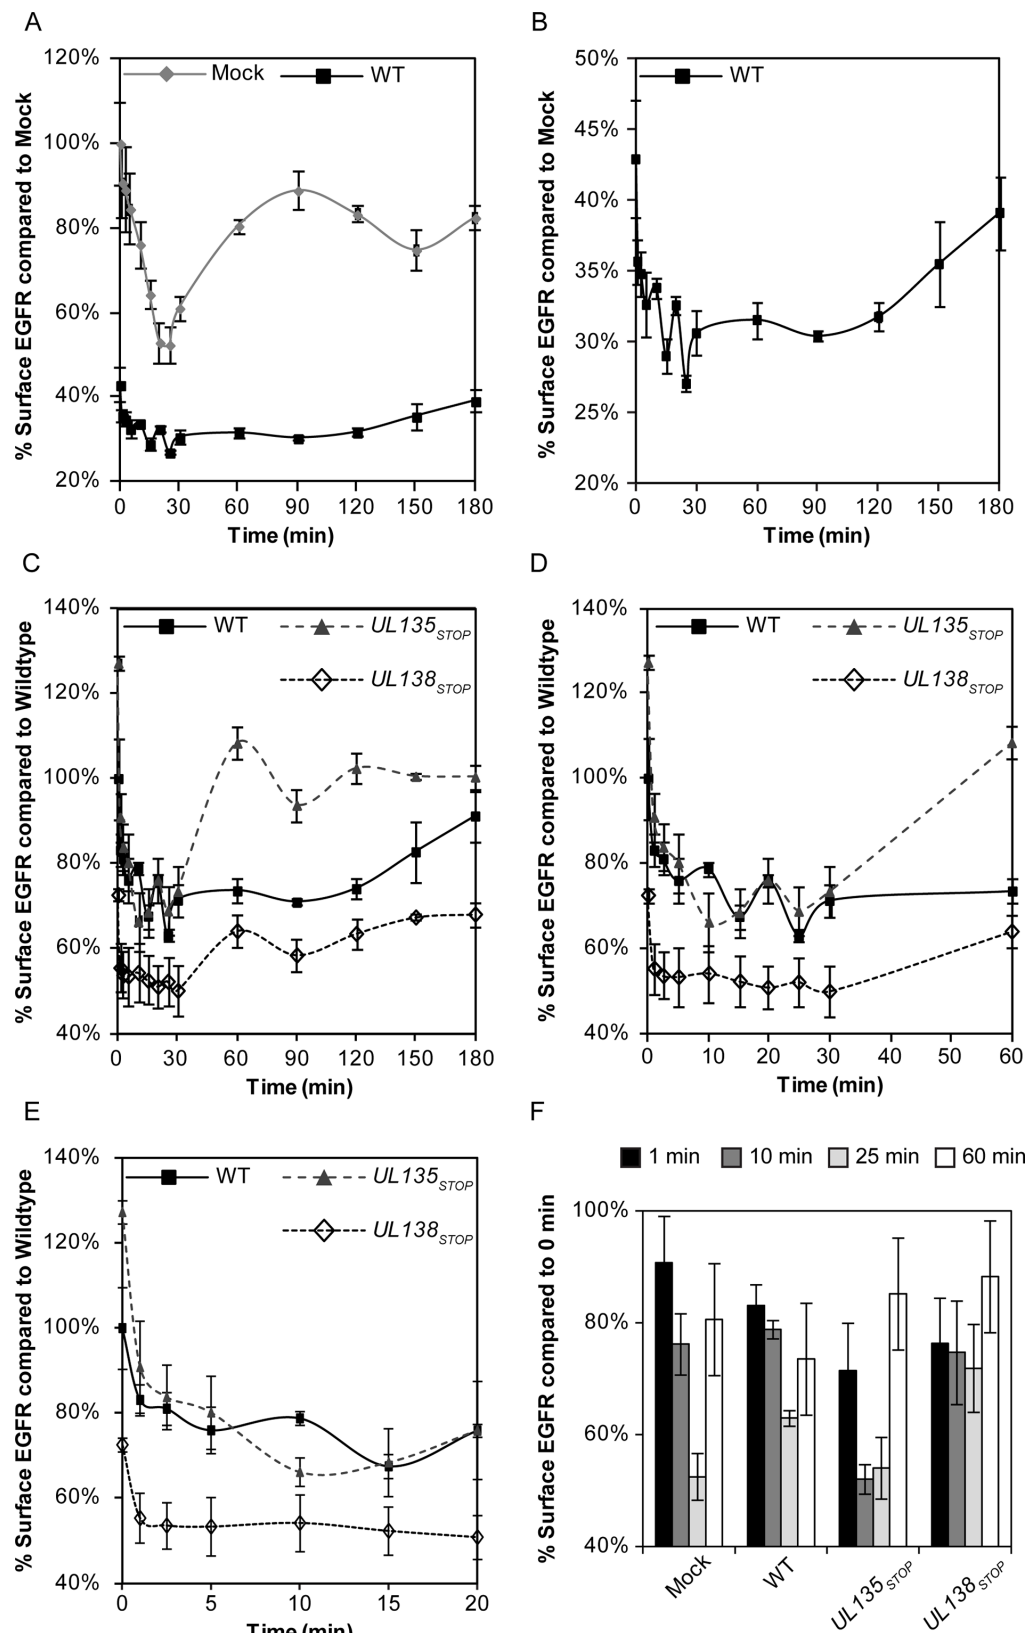 A
B
% Surface EGFR compared to Mock
120%
100%
80%
60%
40%
20%
Mock
WT
0 30 60 90 120 150 180
Time (min)
% Surface EGFR compared to Mock
50%
45%
40%
35%
30%
25%
20%
WT
0 30 60 90 120 150 180
Time (min)
C
D
% Surface EGFR compared to Wildtype
140%
120%
100%
80%
60%
40%
WT
UL135STOP
UL138STOP
0 30 60 90 120 150 180
Time (min)
% Surface EGFR compared to Wildtype
140%
120%
100%
80%
60%
40%
WT
UL135STOP
UL138STOP
0 10 20 30 40 50 60
Time (min)
E
F
% Surface EGFR compared to Wildtype
140%
120%
100%
80%
60%
40%
WT
UL135STOP
UL138STOP
0 5 10 15 20
Time (min)
1 min 10 min 25 min 60 min
% Surface EGFR compared to 0 min
100%
80%
60%
40%
Mock
WT
UL135STOP
UL138STOP